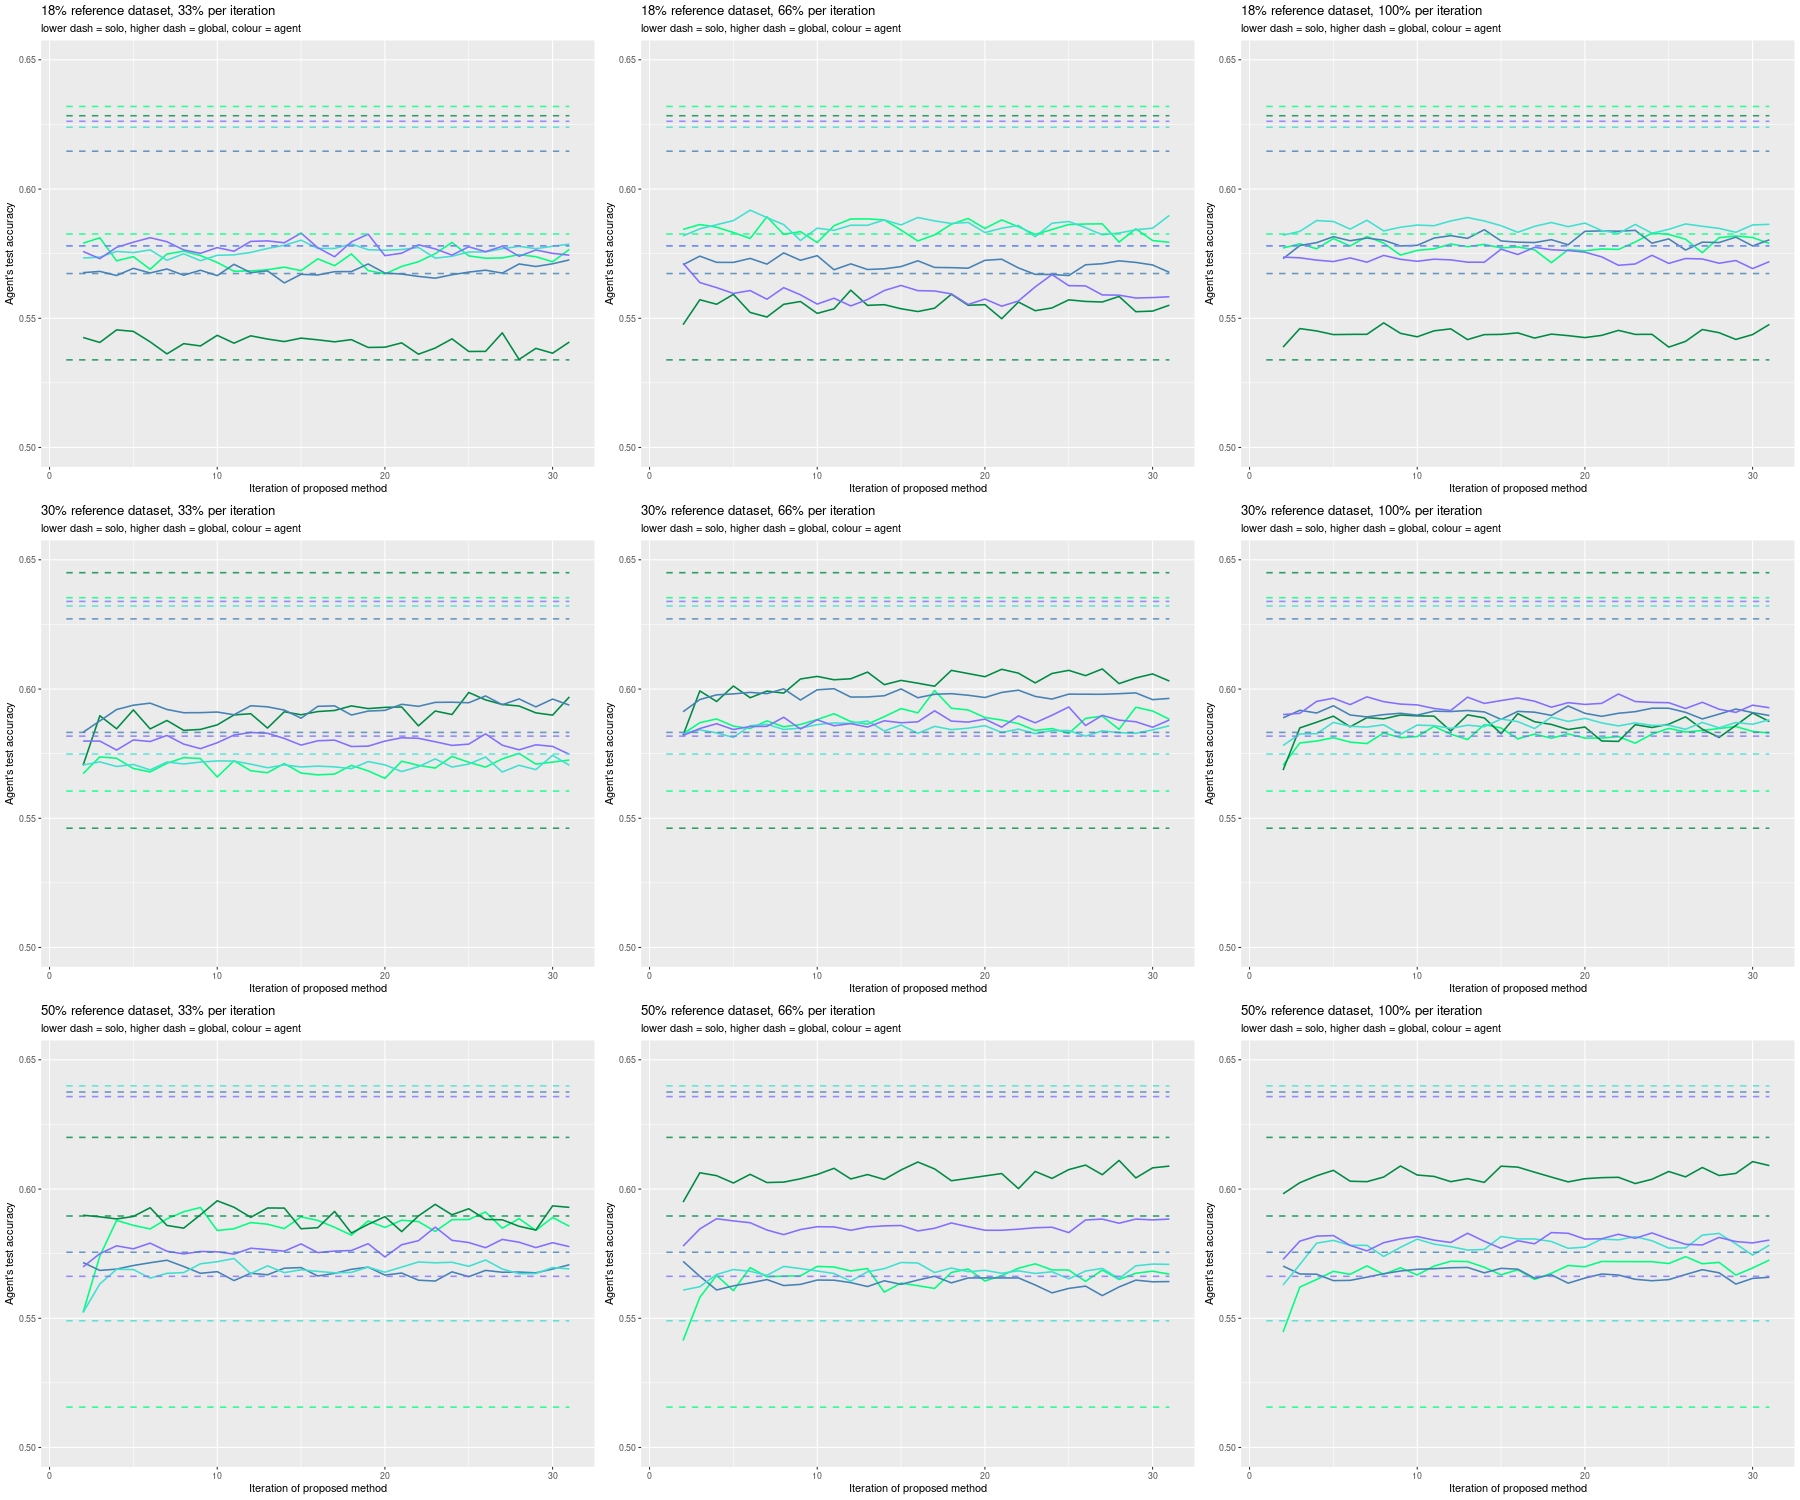 18% reference dataset, 33% per iteration
lower dash = solo, higher dash = global, colour = agent
0.65
0.60
0.55
0.50
Agent's test accuracy
0
10
20
30
Iteration of proposed method
18% reference dataset, 66% per iteration
lower dash = solo, higher dash = global, colour = agent
0.65
0.60
0.55
0.50
Agent's test accuracy
0
10
20
30
Iteration of proposed method
18% reference dataset, 100% per iteration
lower dash = solo, higher dash = global, colour = agent
0.65
0.60
0.55
0.50
Agent's test accuracy
0
10
20
30
Iteration of proposed method
30% reference dataset, 33% per iteration
lower dash = solo, higher dash = global, colour = agent
0.65
0.60
0.55
0.50
Agent's test accuracy
0
10
20
30
Iteration of proposed method
30% reference dataset, 66% per iteration
lower dash = solo, higher dash = global, colour = agent
0.65
0.60
0.55
0.50
Agent's test accuracy
0
10
20
30
Iteration of proposed method
30% reference dataset, 100% per iteration
lower dash = solo, higher dash = global, colour = agent
0.65
0.60
0.55
0.50
Agent's test accuracy
0
10
20
30
Iteration of proposed method
50% reference dataset, 33% per iteration
lower dash = solo, higher dash = global, colour = agent
0.65
0.60
0.55
0.50
Agent's test accuracy
0
10
20
30
Iteration of proposed method
50% reference dataset, 66% per iteration
lower dash = solo, higher dash = global, colour = agent
0.65
0.60
0.55
0.50
Agent's test accuracy
0
10
20
30
Iteration of proposed method
50% reference dataset, 100% per iteration
lower dash = solo, higher dash = global, colour = agent
0.65
0.60
0.55
0.50
Agent's test accuracy
0
10
20
30
Iteration of proposed method